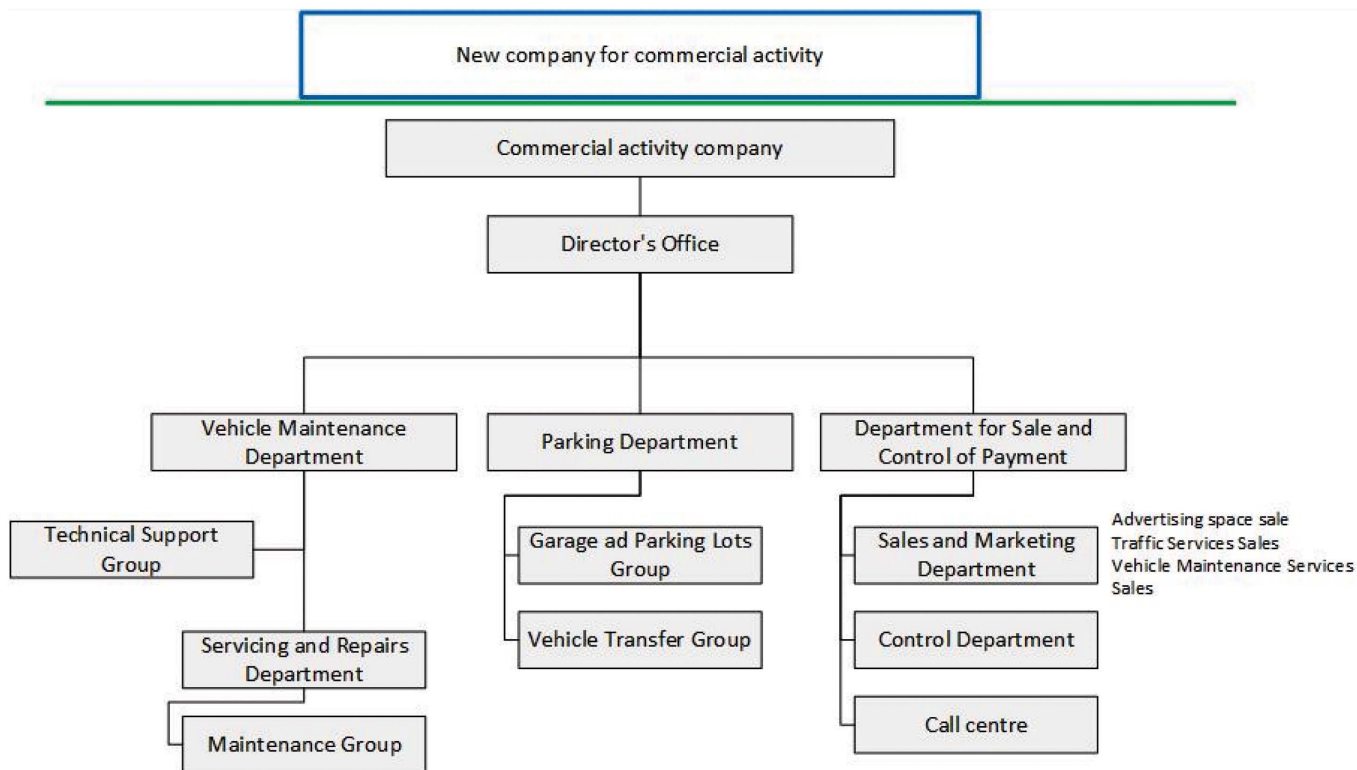 New company for commercial activity
Commercial activity company
Director's Office
Vehicle Maintenance
Department
Parking Department
Department for Sale and
Control of Payment
Technical Support
Group
Garage ad Parking Lots
Group
Sales and Marketing
Department
Advertising space sale
Traffic Services Sales
Vehicle Maintenance Services
Sales
Servicing and Repairs
Department
Vehicle Transfer Group
Control Department
Maintenance Group
Call centre